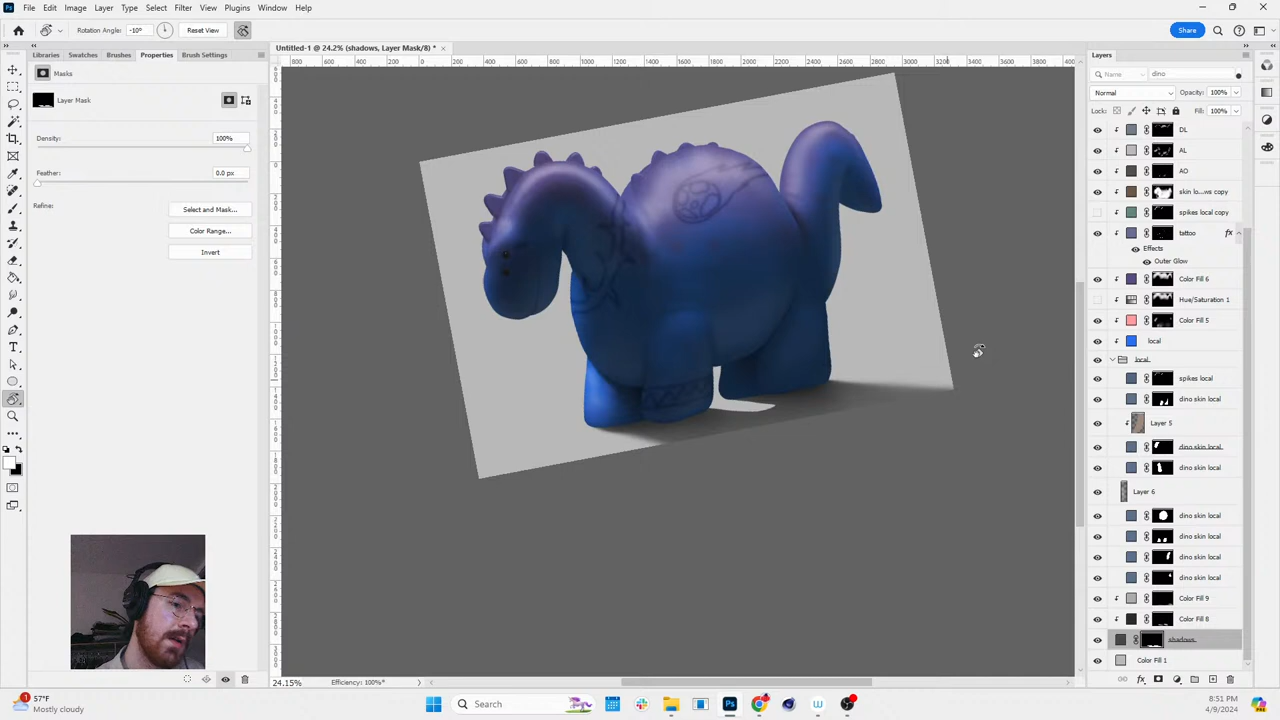 File Edit Image Layer Type Select Filter View Plugins Window Help
Rotation Angle: -10° Reset View Share
Libraries Swatches Brushes Properties Brush Settings
Untitled-1 @ 24.2% (shadows, Layer Mask/8) *
Layers
Masks
Name dino
Layer Mask
Normal Opacity: 100%
Lock: Fill: 100%
Density: 100%
Feather: 0.0 px
Refine: Select and Mask...
Color Range...
Invert
DL
AL
AO
skin lo...ws copy
spikes local copy
tattoo fx
Effects
Outer Glow
Color Fill 6
Hue/Saturation 1
Color Fill 5
local
local
spikes local
dino skin local
Layer 5
dino skin local
dino skin local
Layer 6
dino skin local
dino skin local
dino skin local
dino skin local
Color Fill 9
Color Fill 8
shadows
Color Fill 1
24.15% Efficiency: 100%*
57°F
Mostly cloudy
Search
8:51 PM
4/9/2024